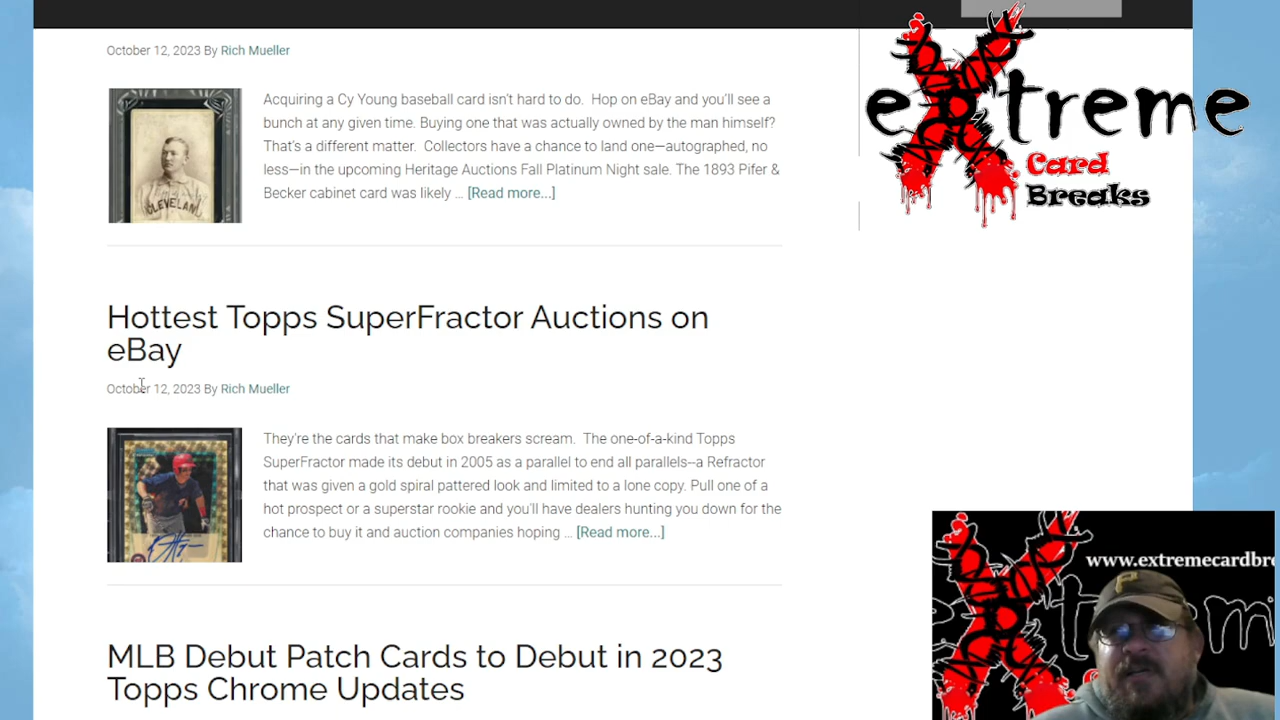 October 12, 2023 By Rich Mueller
Acquiring a Cy Young baseball card isn't hard to do.  Hop on eBay and you'll see a
bunch at any given time. Buying one that was actually owned by the man himself?
That's a different matter.  Collectors have a chance to land one—autographed, no
less—in the upcoming Heritage Auctions Fall Platinum Night sale. The 1893 Pifer &
Becker cabinet card was likely ... [Read more...]
CLEVELAND
Hottest Topps SuperFractor Auctions on
eBay
October 12, 2023 By Rich Mueller
They're the cards that make box breakers scream.  The one-of-a-kind Topps
SuperFractor made its debut in 2005 as a parallel to end all parallels--a Refractor
that was given a gold spiral pattered look and limited to a lone copy. Pull one of a
hot prospect or a superstar rookie and you'll have dealers hunting you down for the
chance to buy it and auction companies hoping ... [Read more...]
MLB Debut Patch Cards to Debut in 2023
Topps Chrome Updates
eXtreme
Card
Breaks
www.extremecardbre
P